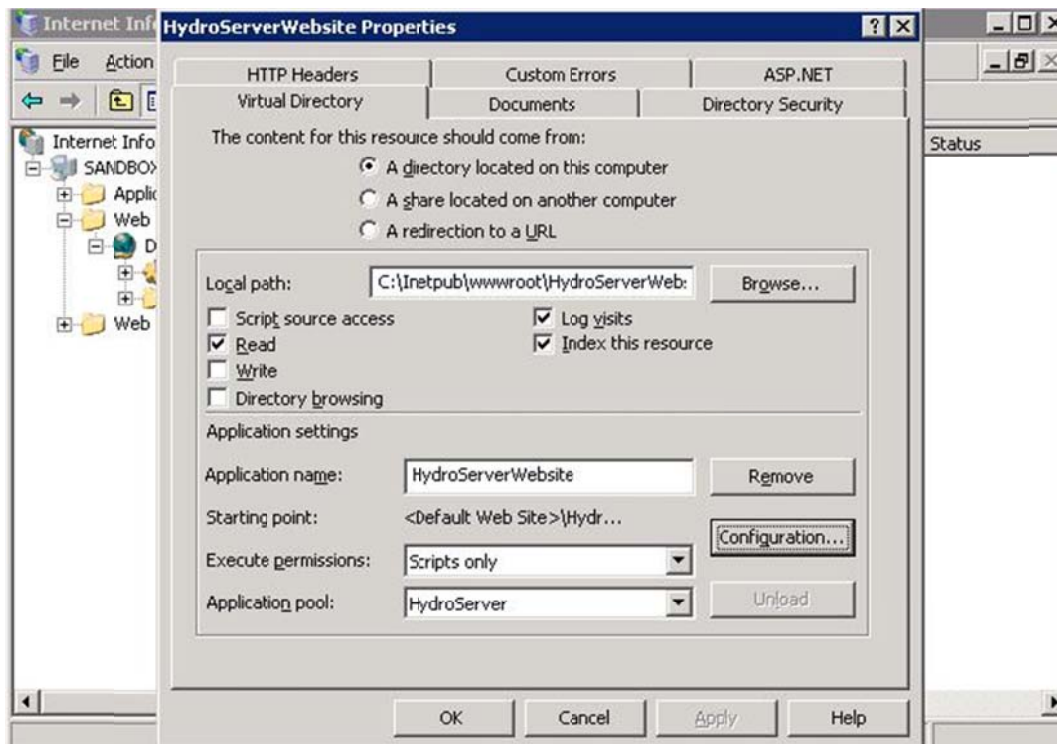 Internet Inf
HydroServerWebsite Properties
File Action
HTTP Headers Custom Errors ASP.NET
Virtual Directory Documents Directory Security
The content for this resource should come from:
A directory located on this computer
A share located on another computer
A redirection to a URL
Internet Info
SANDBOX
Applic
Web
D
Web
Status
Local path: C:\Inetpub\wwwroot\HydroServerWeb: Browse...
Script source access Log visits
Read Index this resource
Write
Directory browsing
Application settings
Application name: HydroServerWebsite Remove
Starting point: <Default Web Site>\Hydr...
Configuration...
Execute permissions: Scripts only
Application pool: HydroServer Unload
OK Cancel Apply Help